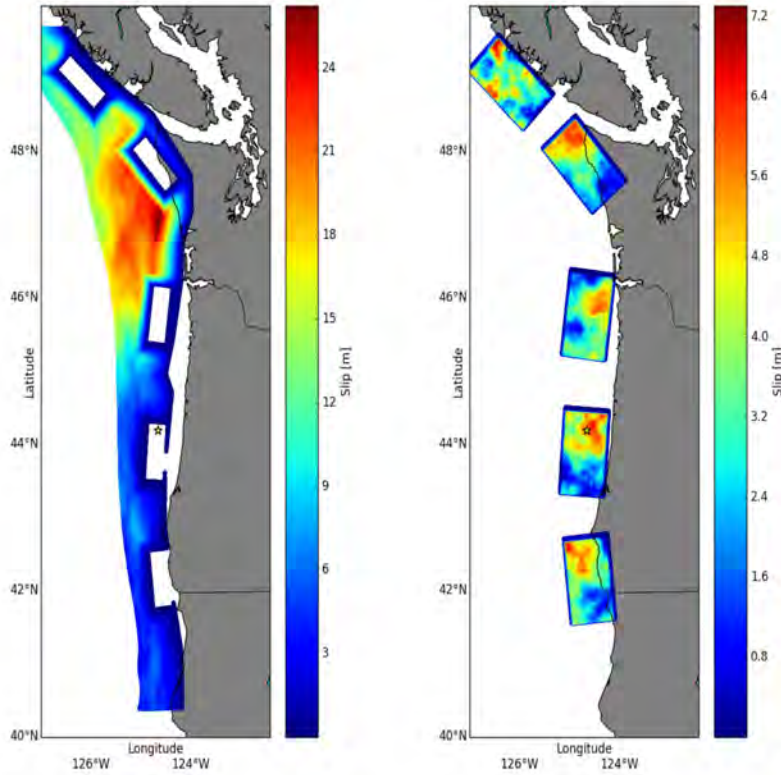 24
21
18
15
12
9
6
3
Slip [m]
48°N
46°N
44°N
42°N
40°N
Latitude
Longitude
126°W 124°W
7.2
6.4
5.6
4.8
4.0
3.2
2.4
1.6
0.8
Slip [m]
48°N
46°N
44°N
42°N
40°N
Latitude
Longitude
126°W 124°W